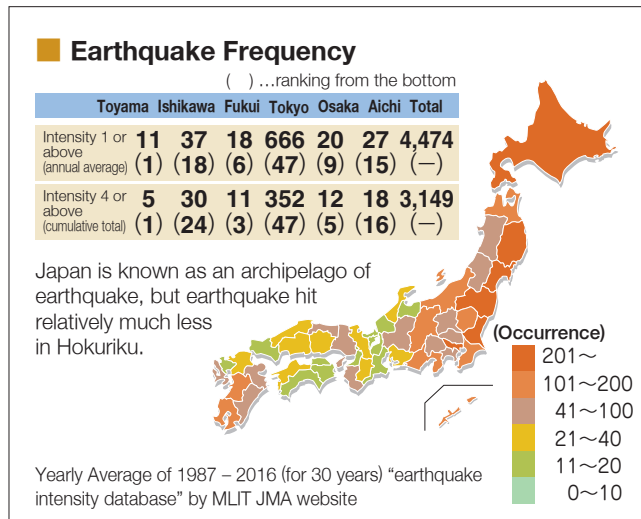 Earthquake Frequency
( ) …ranking from the bottom
Toyama Ishikawa Fukui Tokyo Osaka Aichi Total
Intensity 1 or above (annual average) 11 37 18 666 20 27 4,474
(1) (18) (6) (47) (9) (15) (—)
Intensity 4 or above (cumulative total) 5 30 11 352 12 18 3,149
(1) (24) (3) (47) (5) (16) (—)
Japan is known as an archipelago of
earthquake, but earthquake hit
relatively much less
in Hokuriku.
(Occurrence)
201～
101～200
41～100
21～40
11～20
0～10
Yearly Average of 1987 – 2016 (for 30 years) “earthquake
intensity database” by MLIT JMA website